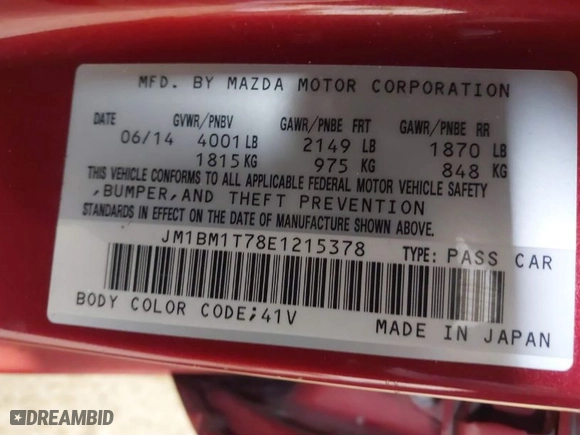 MFD. BY MAZDA MOTOR CORPORATION
DATE GVWR/PNBV GAWR/PNBE FRT GAWR/PNBE RR
06/14 4001 LB 2149 LB 1870 LB
1815 KG 975 KG 848 KG
THIS VEHICLE CONFORMS TO ALL APPLICABLE FEDERAL MOTOR VEHICLE SAFETY
,BUMPER,AND THEFT PREVENTION
STANDARDS IN EFFECT ON THE DATE OF MANUFACTURE SHOWN ABOVE.
JM1BM1T78E1215378 TYPE: PASS CAR
BODY COLOR CODE;41V MADE IN JAPAN
DREAMBID